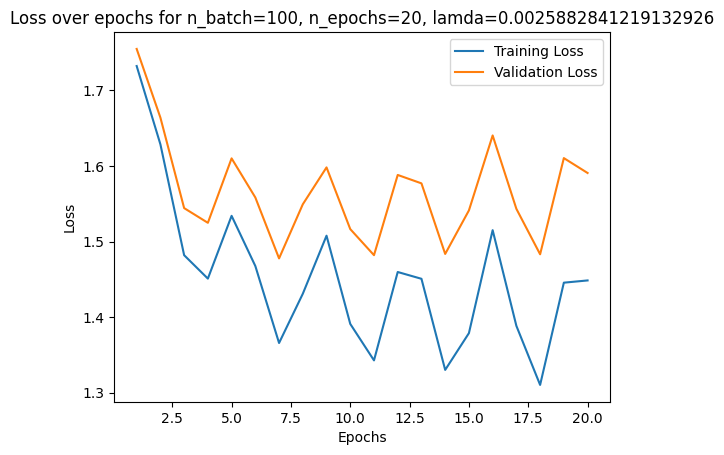 Loss over epochs for n_batch=100, n_epochs=20, lamda=0.0025882841219132926
Training Loss
Validation Loss
1.7
1.6
1.5
1.4
1.3
Loss
2.5 5.0 7.5 10.0 12.5 15.0 17.5 20.0
Epochs